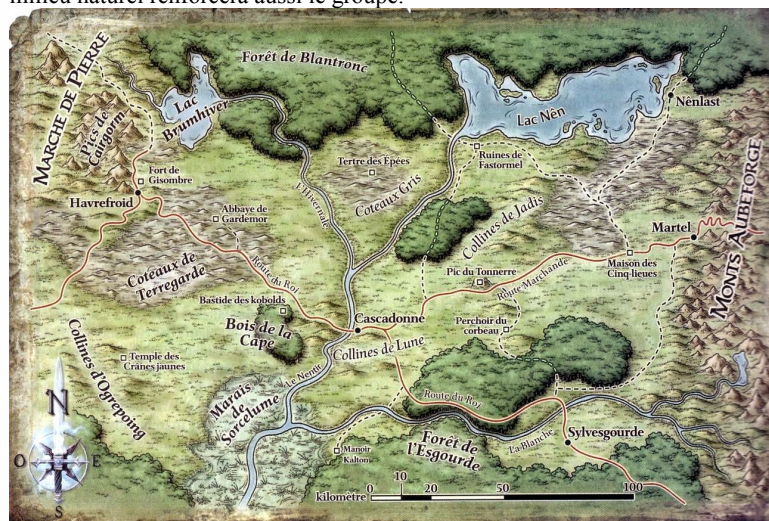 milieu naturel renforcera aussi le groupe.
MARCHE DE PIERRE
Pics de
Cairngorm
Lac
Brumhiver
Forêt de Blantronc
Lac Nên
Nênlast
Fort de
Gisombre
Havrefroid
Tertre des Épées
Ruines de
Fastormel
Coteaux Gris
l'Hivernale
Abbaye de
Gardemor
Collines de Jadis
Martel
MONTS AUBEFORGE
Coteaux de
Terregarde
Route du Roi
Maison des
Cinq-lieues
Pic du Tonnerre
Route Marchande
Bastide des kobolds
Bois de la
Cape
Cascadonne
Perchoir du
corbeau
Collines de Lune
Temple des
Crânes jaunes
Collines d'Ogrepoing
Le Nentir
Marais
de
Sorcelume
Route du Roi
Manoir
Kalton
Forêt de
l'Esgourde
La Blanche
Sylvesgourde
N
O
E
S
kilomètre
0
10
20
50
100